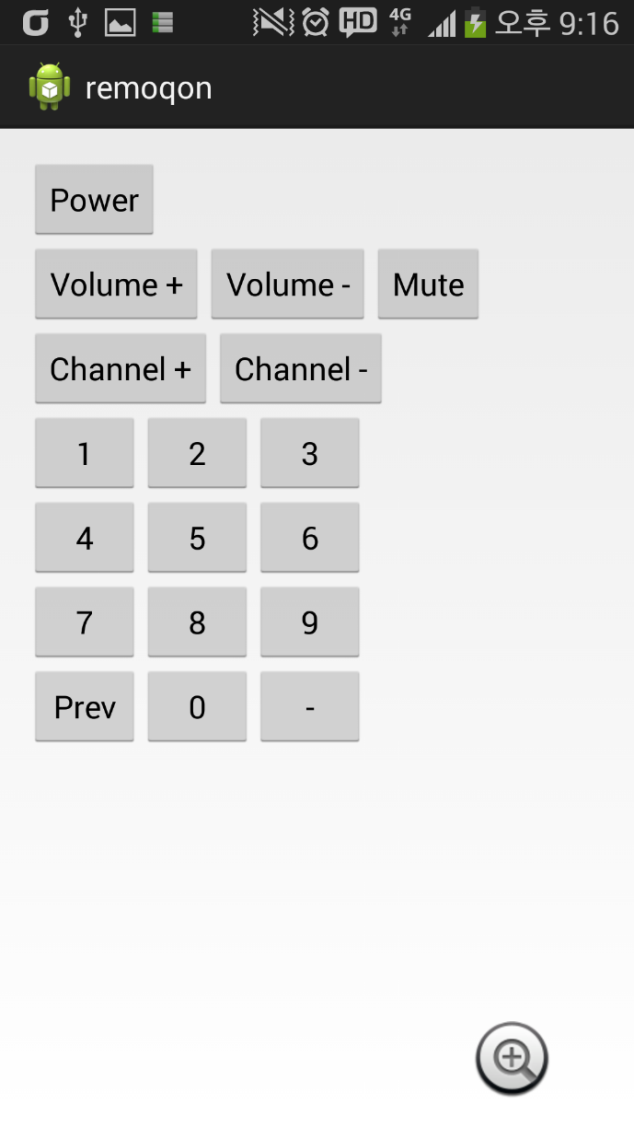 HD 4G 오후 9:16
remoqon
Power
Volume + Volume - Mute
Channel + Channel -
1 2 3
4 5 6
7 8 9
Prev 0 -